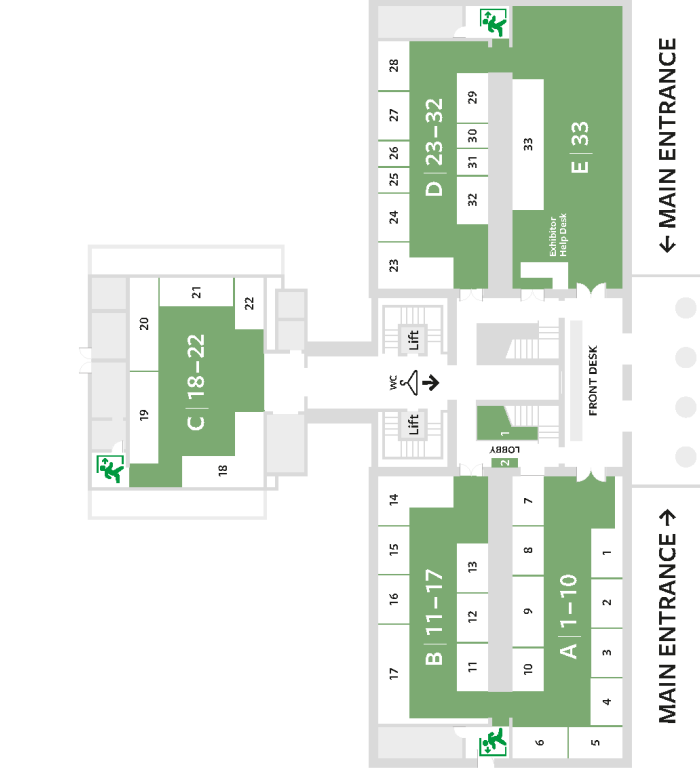 28
27
26
25
24
23
D | 23–32
29
30
31
32
33
E | 33
Exhibitor
Help Desk
← MAIN ENTRANCE
21
22
20
19
C | 18–22
18
Lift
WC
Lift
FRONT DESK
1
LOBBY
2
14
15
16
17
B | 11–17
13
12
11
7
8
9
10
A | 1–10
1
2
3
4
6
5
MAIN ENTRANCE →